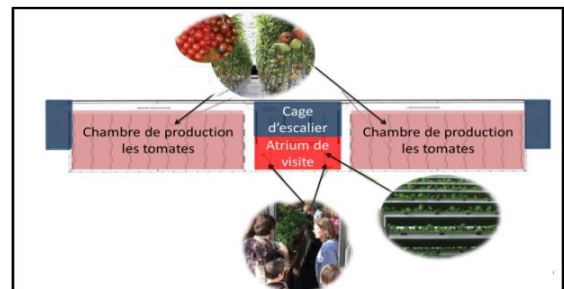 Cage
d'escalier
Chambre de production
les tomates
Atrium de
visite
Chambre de production
les tomates